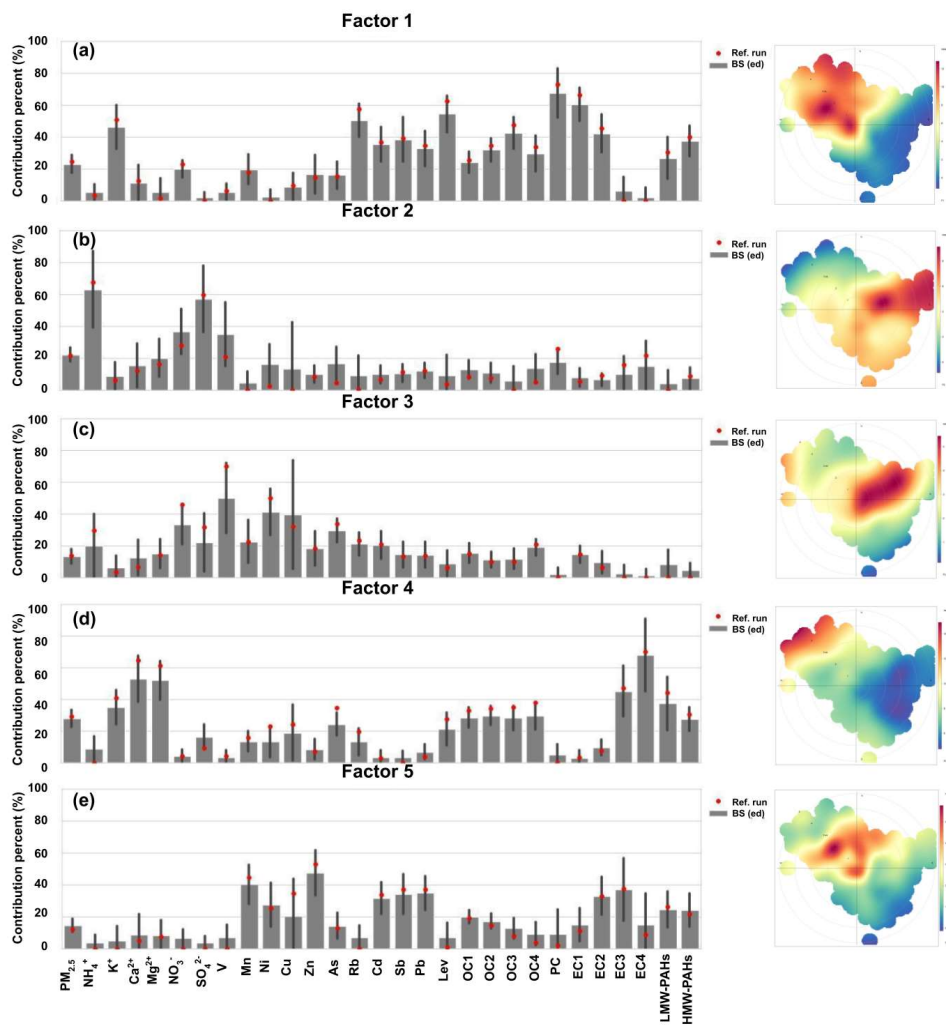 Factor 1
(a)
Contribution percent (%)
100
80
60
40
20
0
Ref. run
BS (ed)
Factor 2
(b)
Contribution percent (%)
100
80
60
40
20
0
Ref. run
BS (ed)
Factor 3
(c)
Contribution percent (%)
100
80
60
40
20
0
Ref. run
BS (ed)
Factor 4
(d)
Contribution percent (%)
100
80
60
40
20
0
Ref. run
BS (ed)
Factor 5
(e)
Contribution percent (%)
100
80
60
40
20
0
Ref. run
BS (ed)
PM2.5
NH4+
K+
Ca2+
Mg2+
NO3-
SO42-
V
Mn
Ni
Cu
Zn
As
Rb
Cd
Sb
Pb
Lev
OC1
OC2
OC3
OC4
PC
EC1
EC2
EC3
EC4
LMW-PAHs
HMW-PAHs